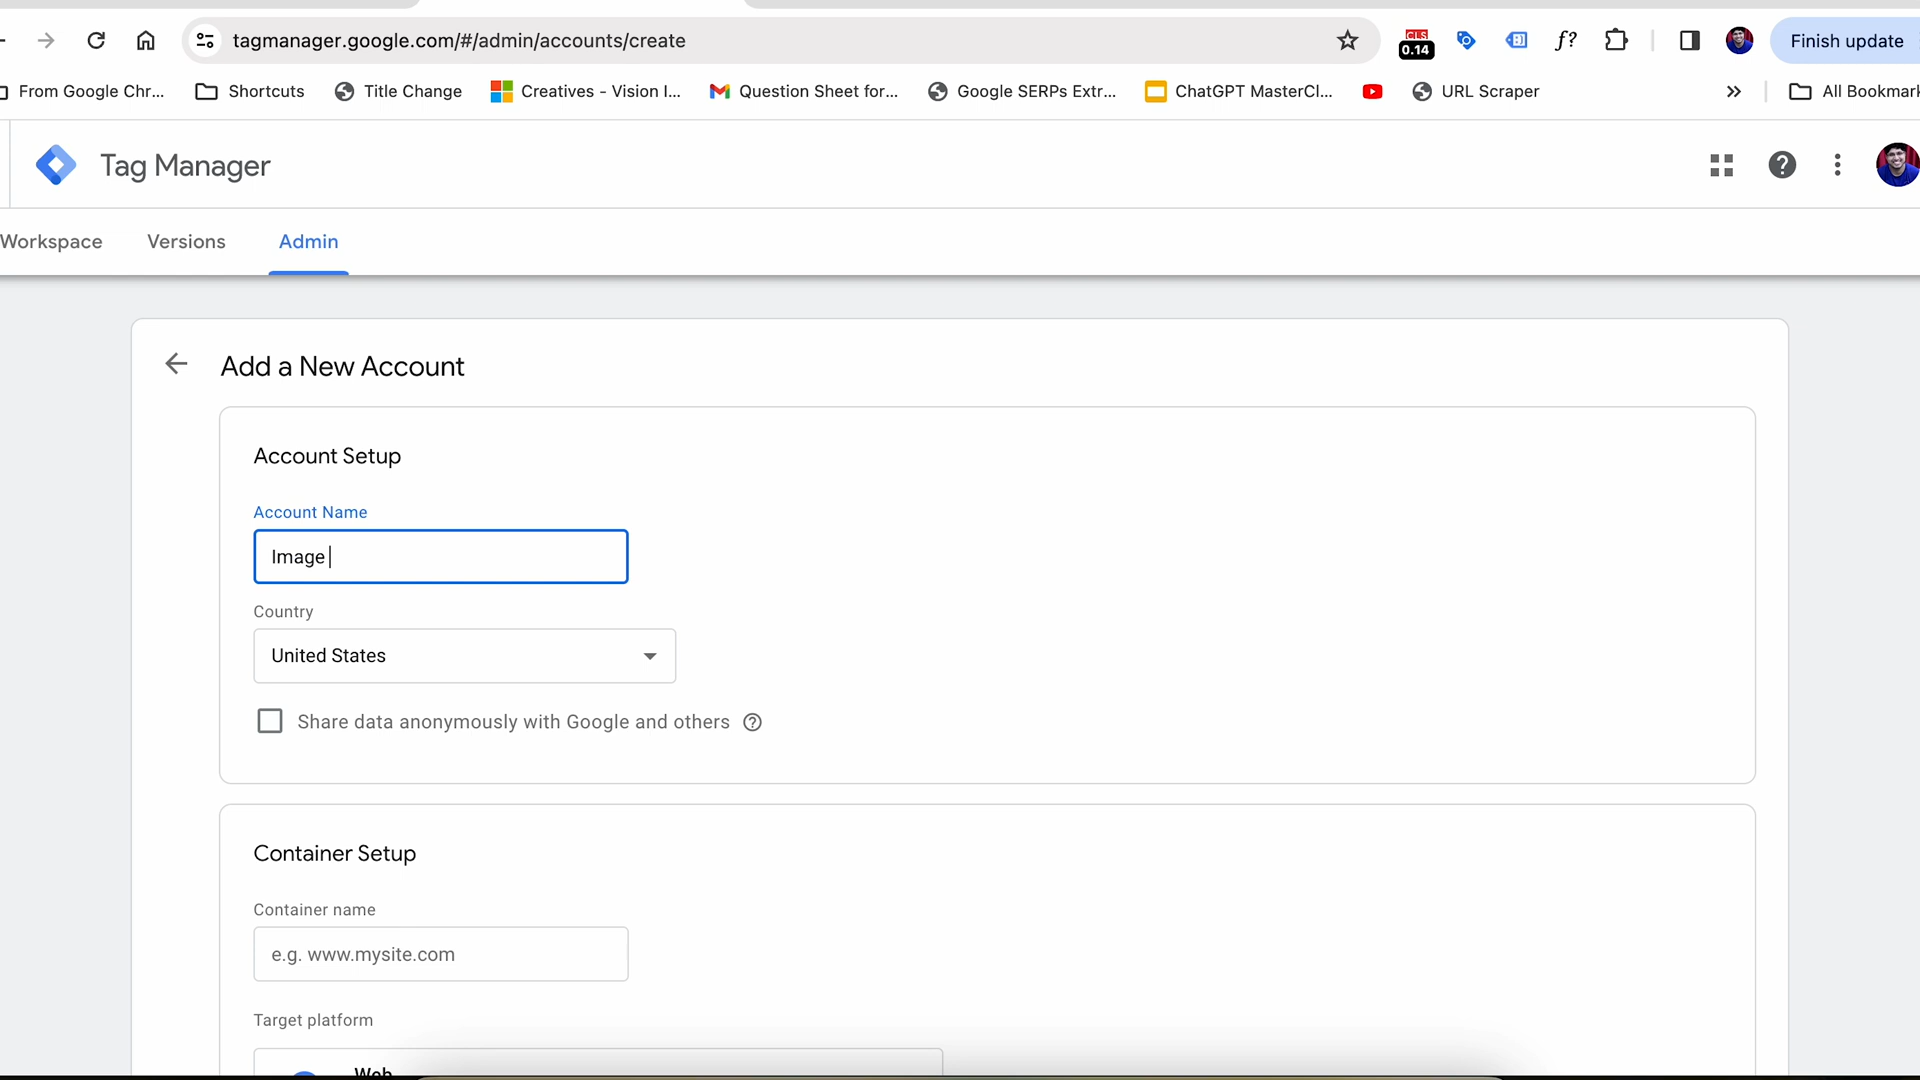 tagmanager.google.com/#/admin/accounts/create
CLS
0.14
f?
Finish update
From Google Chr...
Shortcuts
Title Change
Creatives - Vision I...
Question Sheet for...
Google SERPs Extr...
ChatGPT MasterCl...
URL Scraper
All Bookmark
Tag Manager
Workspace
Versions
Admin
Add a New Account
Account Setup
Account Name
Image
Country
United States
Share data anonymously with Google and others
Container Setup
Container name
e.g. www.mysite.com
Target platform
Web